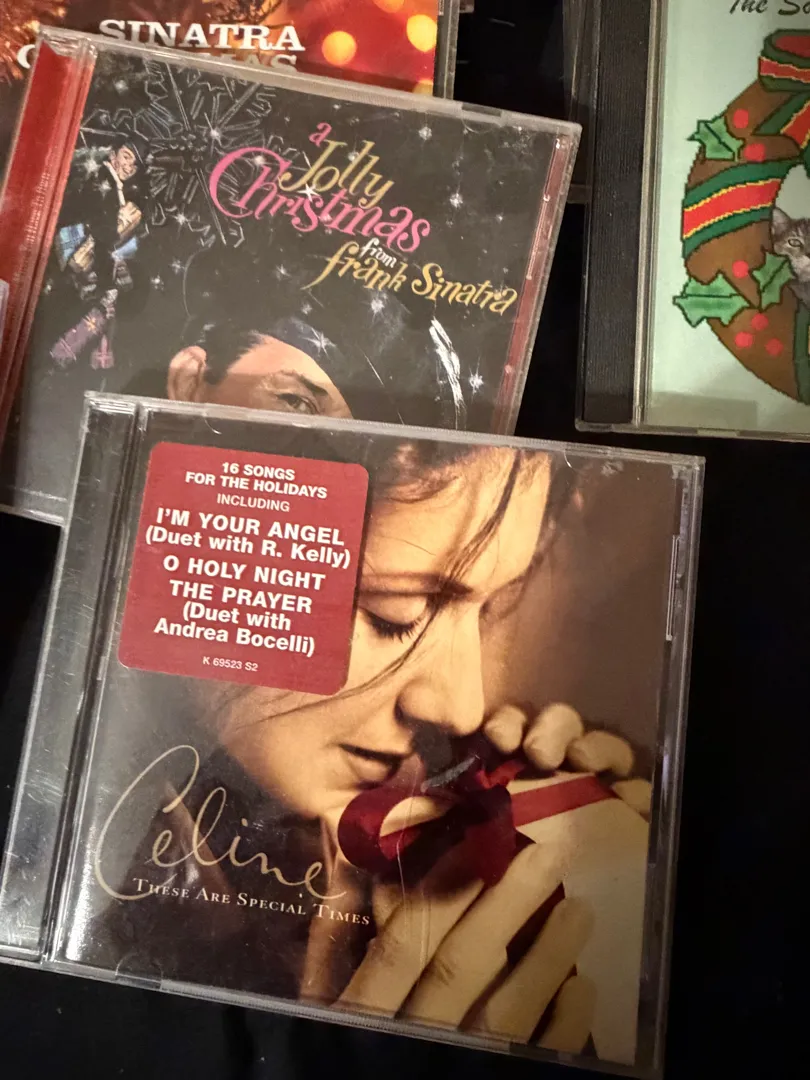 SINATRA
The
a
Jolly
Christmas
from
frank Sinatra
16 SONGS
FOR THE HOLIDAYS
INCLUDING
I'M YOUR ANGEL
(Duet with R. Kelly)
O HOLY NIGHT
THE PRAYER
(Duet with
Andrea Bocelli)
K 69523 S2
Celine
THESE ARE SPECIAL TIMES